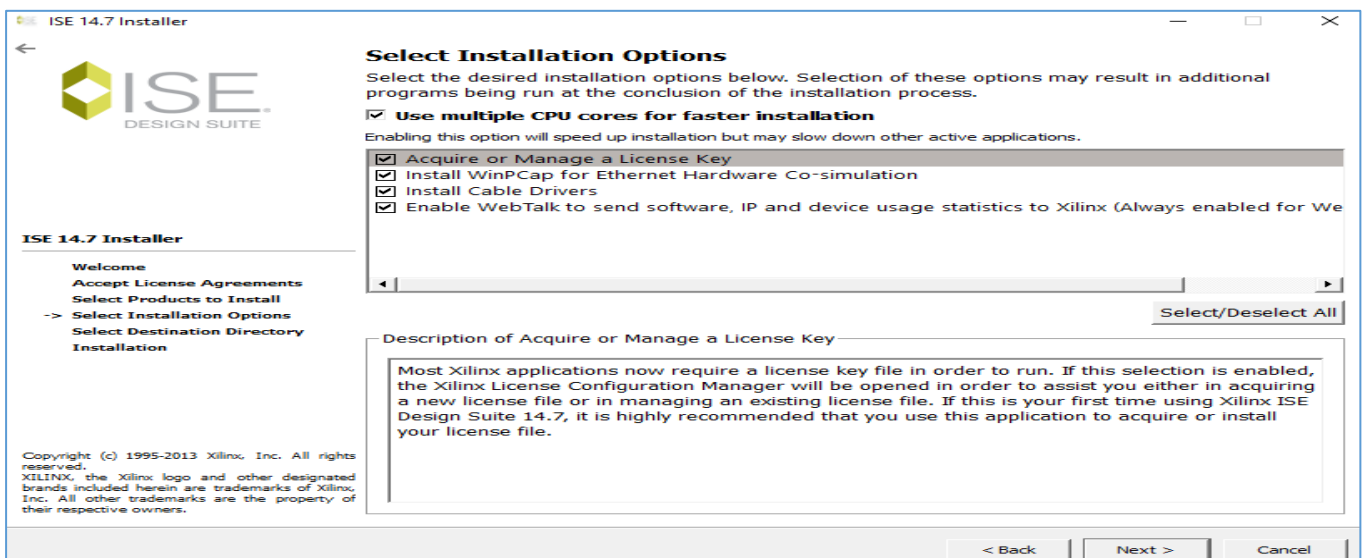 ISE 14.7 Installer
ISE.
DESIGN SUITE
ISE 14.7 Installer
Welcome
Accept License Agreements
Select Products to Install
-> Select Installation Options
Select Destination Directory
Installation
Copyright (c) 1995-2013 Xilinx, Inc. All rights
reserved.
XILINX, the Xilinx logo and other designated
brands included herein are trademarks of Xilinx,
Inc. All other trademarks are the property of
their respective owners.
Select Installation Options
Select the desired installation options below. Selection of these options may result in additional
programs being run at the conclusion of the installation process.
Use multiple CPU cores for faster installation
Enabling this option will speed up installation but may slow down other active applications.
Acquire or Manage a License Key
Install WinPCap for Ethernet Hardware Co-simulation
Install Cable Drivers
Enable WebTalk to send software, IP and device usage statistics to Xilinx (Always enabled for We
Select/Deselect All
Description of Acquire or Manage a License Key
Most Xilinx applications now require a license key file in order to run. If this selection is enabled,
the Xilinx License Configuration Manager will be opened in order to assist you either in acquiring
a new license file or in managing an existing license file. If this is your first time using Xilinx ISE
Design Suite 14.7, it is highly recommended that you use this application to acquire or install
your license file.
< Back
Next >
Cancel